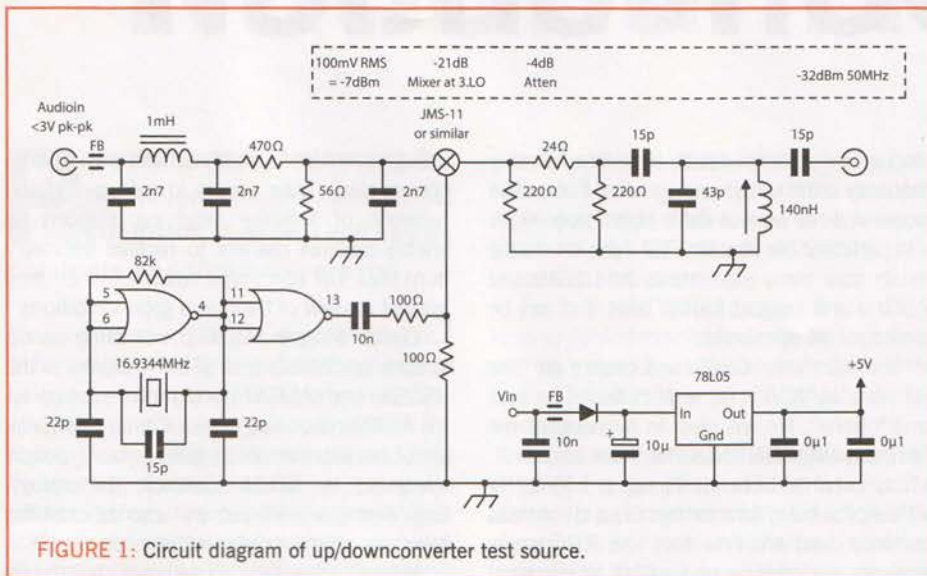 100mV RMS -21dB -4dB
= -7dBm Mixer at 3.LO Atten -32dBm 50MHz
Audioin
<3V pk-pk
JMS-11
or similar
FB
1mH
470Ω
24Ω
15p
15p
2n7
2n7
56Ω
2n7
220Ω
220Ω
43p
140nH
82k
5
6
4
11
12
13
10n
100Ω
100Ω
16.9344MHz
22p
15p
22p
Vin
FB
10n
+
10µ
78L05
In Out
Gnd
+5V
0µ1
0µ1
FIGURE 1: Circuit diagram of up/downconverter test source.